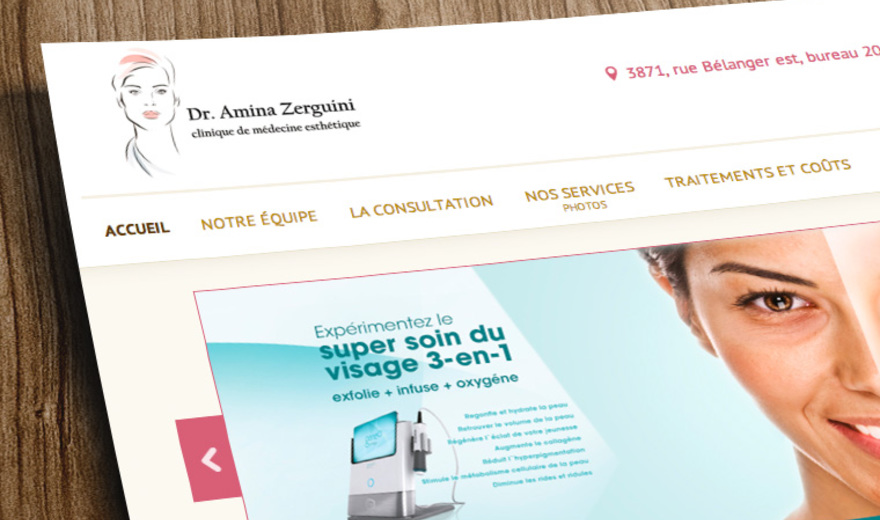 Dr. Amina Zerguini
clinique de médecine esthétique
3871, rue Bélanger est, bureau 20
ACCUEIL
NOTRE ÉQUIPE
LA CONSULTATION
NOS SERVICES
PHOTOS
TRAITEMENTS ET COÛTS
Expérimentez le
super soin du
visage 3-en-1
exfolie + infuse + oxygéne
Regonfle et hydrate la peau
Retrouver le volume de la peau
Régénère l'éclat de votre jeunesse
Augmente le collagène
Réduit l'hyperpigmentation
Stimule le métabolisme cellulaire de la peau
Diminue les rides et ridules